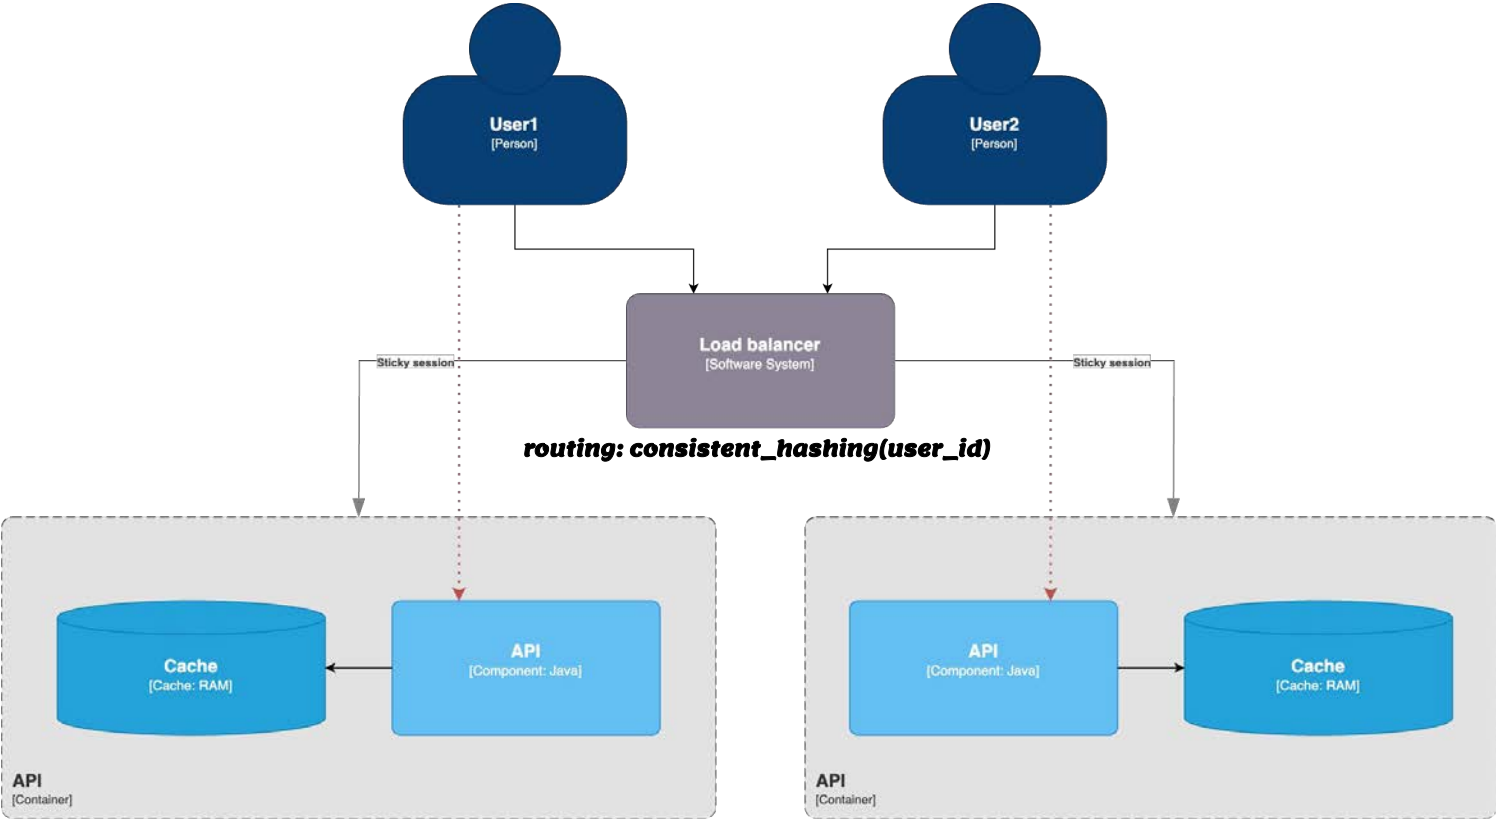 User1
[Person]
User2
[Person]
Load balancer
[Software System]
Sticky session
Sticky session
routing: consistent_hashing(user_id)
Cache
[Cache: RAM]
API
[Component: Java]
API
[Component: Java]
Cache
[Cache: RAM]
API
[Container]
API
[Container]